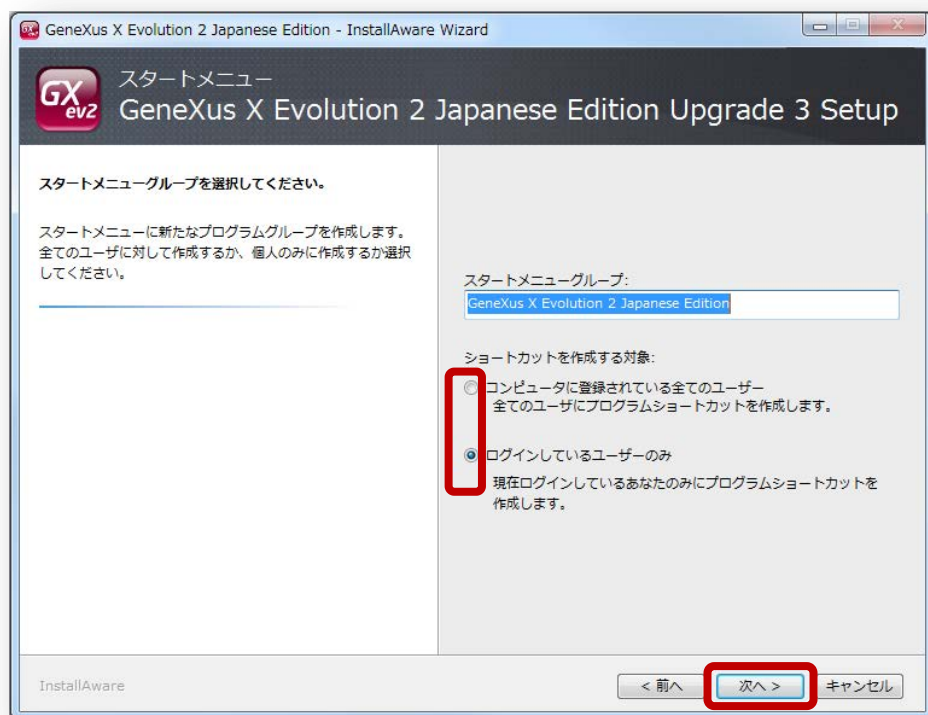 GeneXus X Evolution 2 Japanese Edition - InstallAware Wizard
GX
ev2
スタートメニュー
GeneXus X Evolution 2 Japanese Edition Upgrade 3 Setup
スタートメニューグループを選択してください。
スタートメニューに新たなプログラムグループを作成します。
全てのユーザに対して作成するか、個人のみに作成するか選択
してください。
スタートメニューグループ:
GeneXus X Evolution 2 Japanese Edition
ショートカットを作成する対象:
コンピュータに登録されている全てのユーザー
全てのユーザにプログラムショートカットを作成します。
ログインしているユーザーのみ
現在ログインしているあなたのみにプログラムショートカットを
作成します。
InstallAware
< 前へ
次へ >
キャンセル